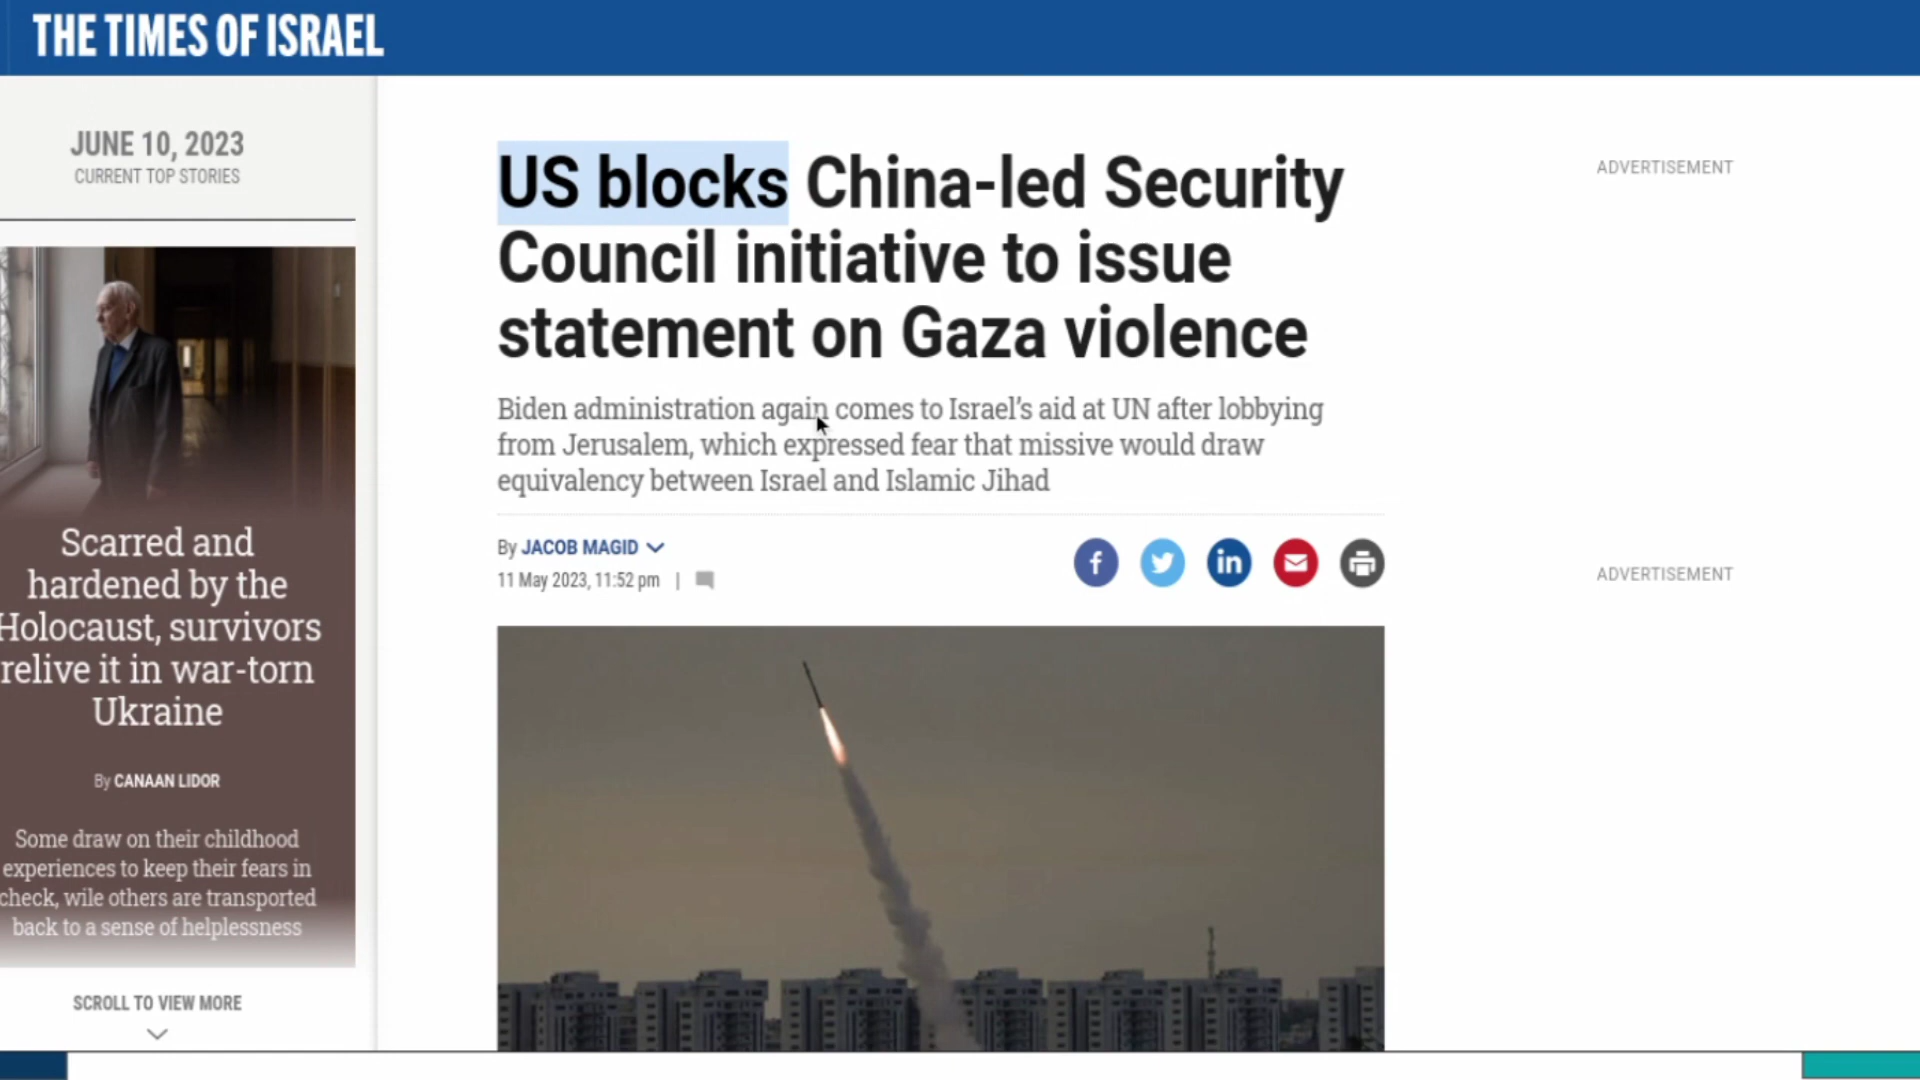 THE TIMES OF ISRAEL
JUNE 10, 2023
CURRENT TOP STORIES
Scarred and
hardened by the
Holocaust, survivors
relive it in war-torn
Ukraine
By CANAAN LIDOR
Some draw on their childhood
experiences to keep their fears in
check, wile others are transported
back to a sense of helplessness
SCROLL TO VIEW MORE
US blocks China-led Security
Council initiative to issue
statement on Gaza violence
Biden administration again comes to Israel's aid at UN after lobbying
from Jerusalem, which expressed fear that missive would draw
equivalency between Israel and Islamic Jihad
By JACOB MAGID
11 May 2023, 11:52 pm |
f
in
ADVERTISEMENT
ADVERTISEMENT